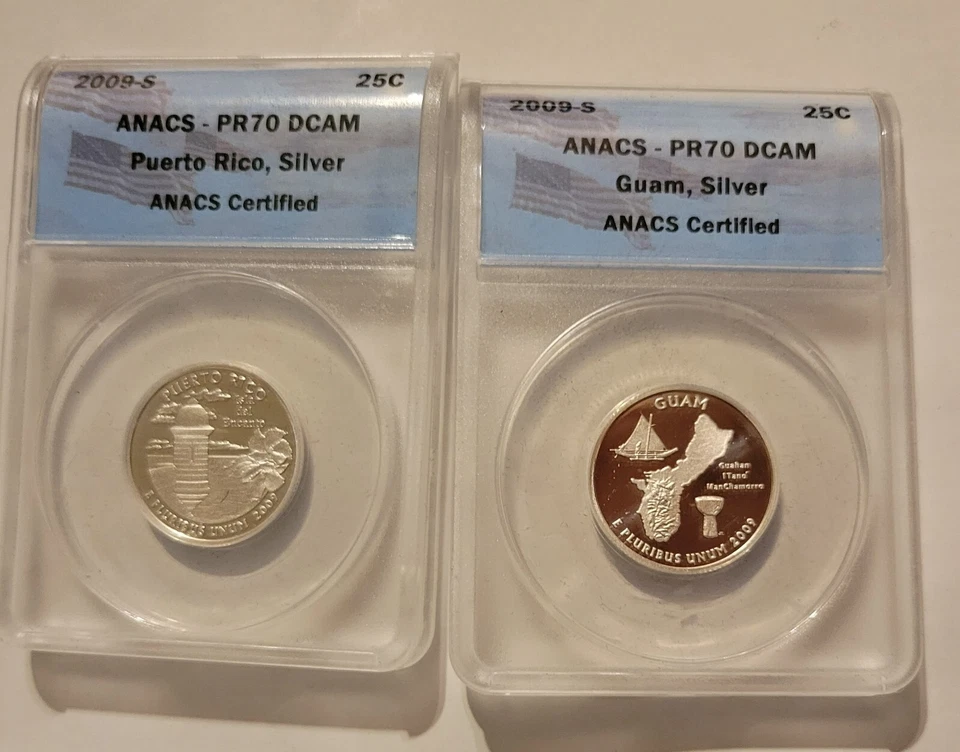 2009-S 25C
ANACS - PR70 DCAM
Puerto Rico, Silver
ANACS Certified
PUERTO RICO
Isla
del
Encanto
E PLURIBUS UNUM 2009
2009-S 25C
ANACS - PR70 DCAM
Guam, Silver
ANACS Certified
GUAM
Guahan
ITano'
ManChamorro
E PLURIBUS UNUM 2009